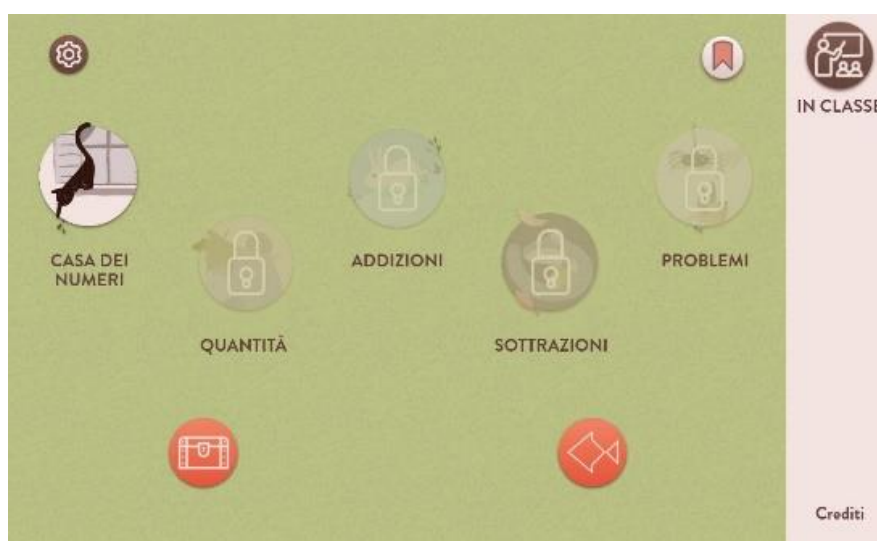 IN CLASSE
CASA DEI
NUMERI
ADDIZIONI
PROBLEMI
QUANTITÀ
SOTTRAZIONI
Crediti